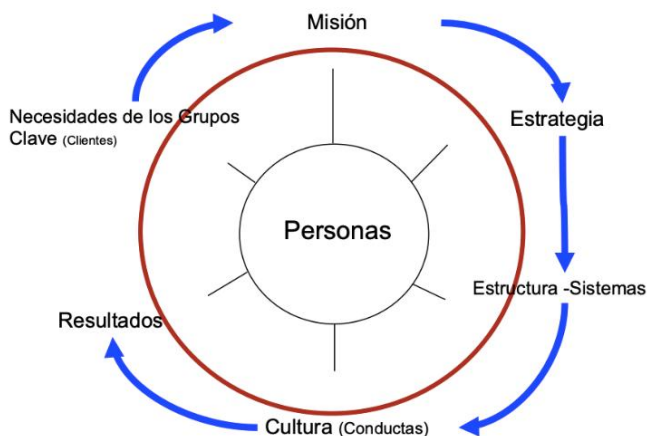 Misión
Necesidades de los Grupos
Clave (Clientes)
Estrategia
Personas
Estructura -Sistemas
Resultados
Cultura (Conductas)